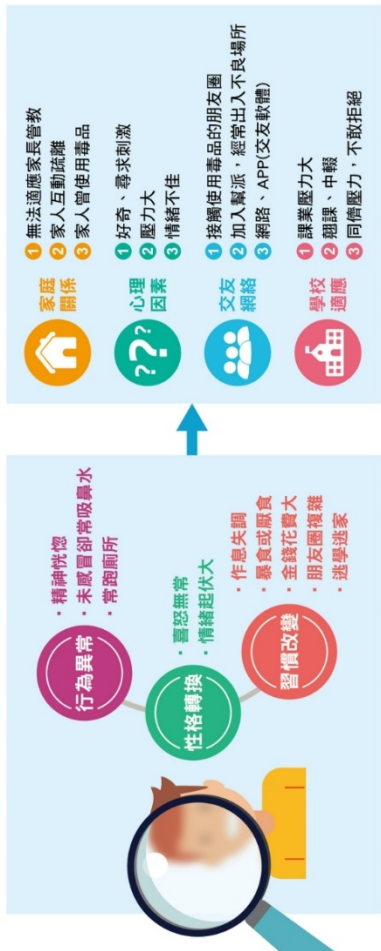 行為異常
・精神恍惚
・未感冒卻常吸鼻水
・常跑廁所
性格轉換
・喜怒無常
・情緒起伏大
習慣改變
・作息失調
・暴食或厭食
・金錢花費大
・朋友圈複雜
・逃學逃家
家庭
關係
1 無法適應家長管教
2 家人互動疏離
3 家人曾使用毒品
???
心理
因素
1 好奇、尋求刺激
2 壓力大
3 情緒不佳
交友
網絡
1 接觸使用毒品的朋友圈
2 加入幫派，經常出入不良場所
3 網路、APP(交友軟體)
學校
適應
1 課業壓力大
2 翹課、中輟
3 同儕壓力，不敢拒絕